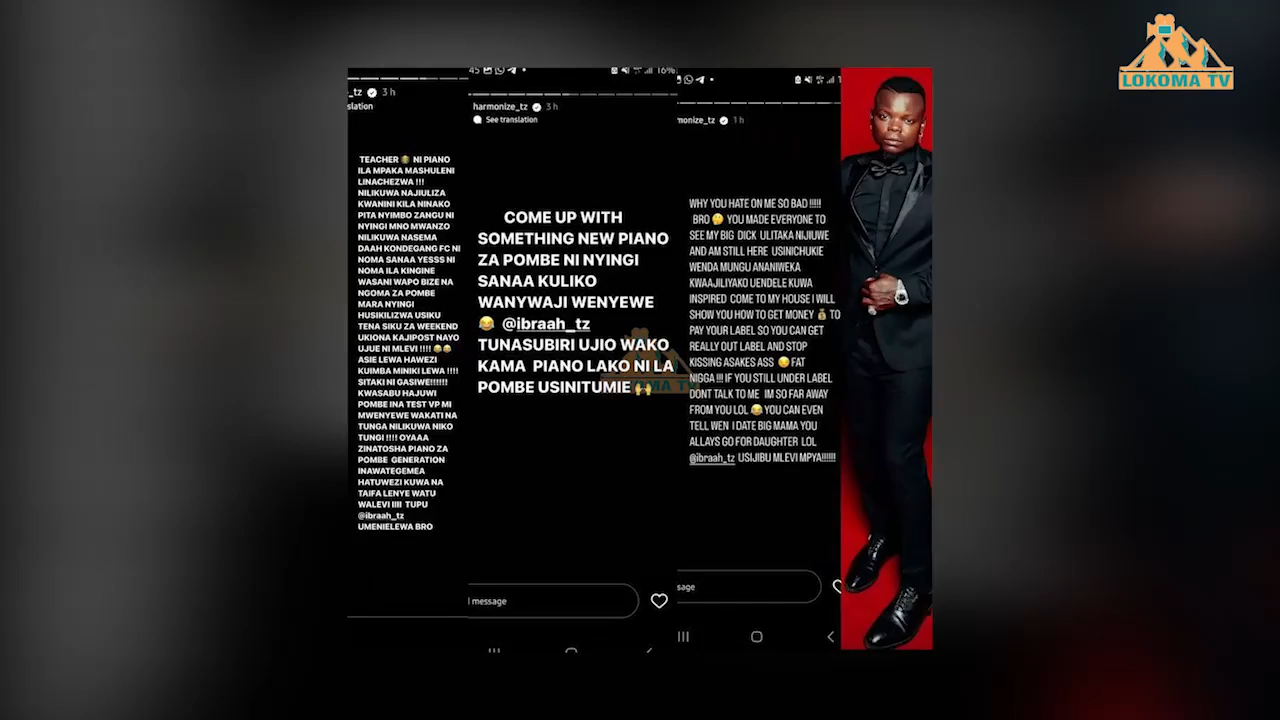 LOKOMA TV
_tz 3 h
slation
TEACHER NI PIANO
ILA MPAKA MASHULENI
LINACHEZWA !!!
NILIKUWA NAJIULIZA
KWANINI KILA NINAKO
PITA NYIMBO ZANGU NI
NYINGI MNO MWANZO
NILIKUWA NASEMA
DAAH KONDEGANG FC NI
NOMA SANAA YESSS NI
NOMA ILA KINGINE
WASANI WAPO BIZE NA
NGOMA ZA POMBE
MARA NYINGI
HUSIKILIZWA USIKU
TENA SIKU ZA WEEKEND
UKIONA KAJIPOST NAYO
UJUE NI MLEVI !!!! 😂😂
ASIE LEWA HAWEZI
KUIMBA MINIKI LEWA !!!!
SITAKI NI GASIWE!!!!!!
KWASABU HAJUWI
POMBE INA TEST VP MI
MWENYEWE WAKATI NA
TUNGA NILIKUWA NIKO
TUNGI !!!! OYAAA
ZINATOSHA PIANO ZA
POMBE GENERATION
INAWATEGEMEA
HATUWEZI KUWA NA
TAIFA LENYE WATU
WALEVI IIII TUPU
@ibraah_tz
UMENIELEWA BRO
45 16%
harmonize_tz 3 h
See translation
COME UP WITH
SOMETHING NEW PIANO
ZA POMBE NI NYINGI
SANAA KULIKO
WANYWAJI WENYEWE
😂 @ibraah_tz
TUNASUBIRI UJIO WAKO
KAMA PIANO LAKO NI LA
POMBE USINITUMIE 🙌
message
monize_tz 1 h
WHY YOU HATE ON ME SO BAD !!!!!
BRO 🤔 YOU MADE EVERYONE TO
SEE MY BIG DICK ULITAKA NIJIUWE
AND AM STILL HERE USINICHUKIE
WENDA MUNGU ANANIWEKA
KWAAJILIYAKO UENDELE KUWA
INSPIRED COME TO MY HOUSE I WILL
SHOW YOU HOW TO GET MONEY 💰 TO
PAY YOUR LABEL SO YOU CAN GET
REALLY OUT LABEL AND STOP
KISSING ASAKES ASS 😏 FAT
NIGGA !!! IF YOU STILL UNDER LABEL
DONT TALK TO ME IM SO FAR AWAY
FROM YOU LOL 😂 YOU CAN EVEN
TELL WEN I DATE BIG MAMA YOU
ALLAYS GO FOR DAUGHTER LOL
@ibraah_tz USIJIBU MLEVI MPYA!!!!!!
sage